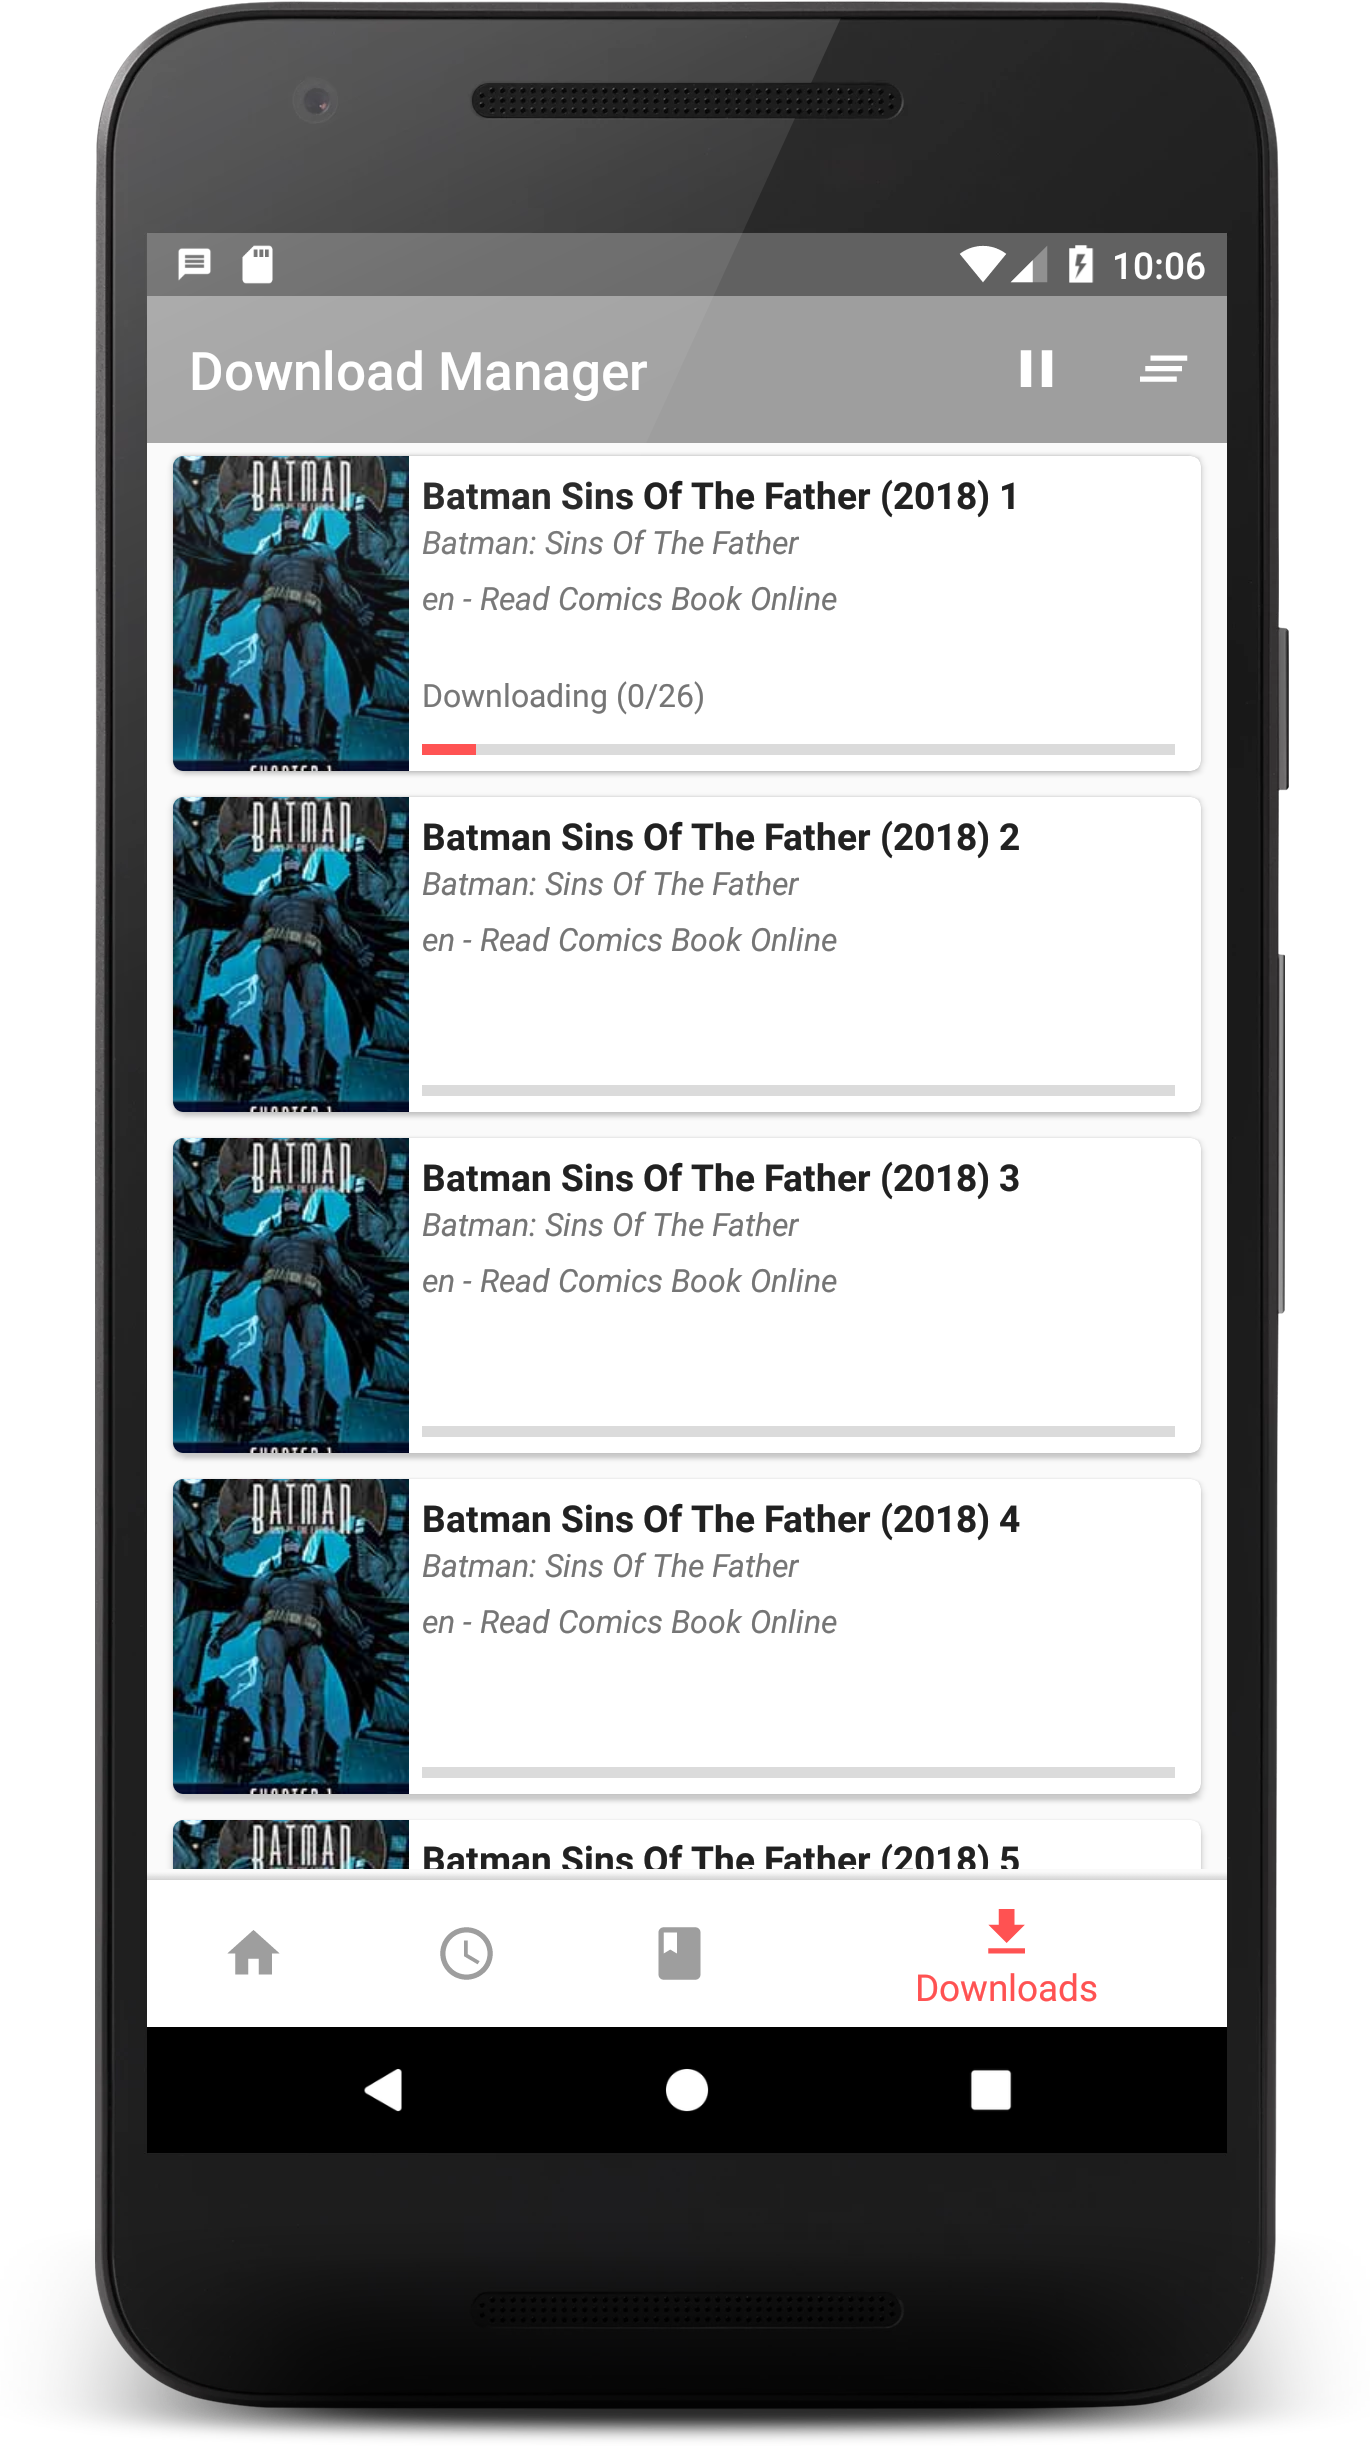 10:06
Download Manager
BATMAN
Batman Sins Of The Father (2018) 1
Batman: Sins Of The Father
en - Read Comics Book Online
Downloading (0/26)
BATMAN
Batman Sins Of The Father (2018) 2
Batman: Sins Of The Father
en - Read Comics Book Online
BATMAN
Batman Sins Of The Father (2018) 3
Batman: Sins Of The Father
en - Read Comics Book Online
BATMAN
Batman Sins Of The Father (2018) 4
Batman: Sins Of The Father
en - Read Comics Book Online
BATMAN
Batman Sins Of The Father (2018) 5
Downloads